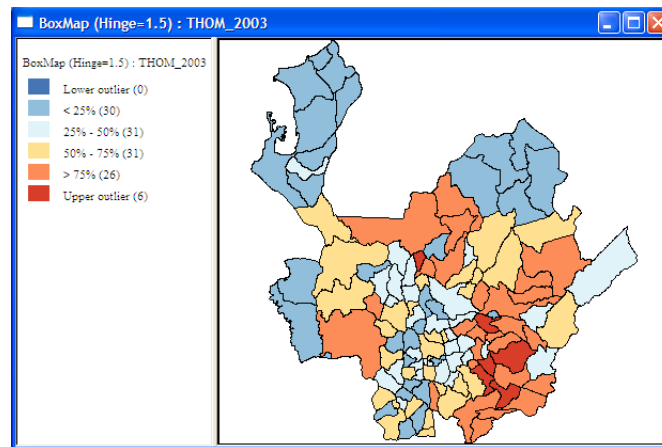 BoxMap (Hinge=1.5) : THOM_2003
BoxMap (Hinge=1.5) : THOM_2003
Lower outlier (0)
< 25% (30)
25% - 50% (31)
50% - 75% (31)
> 75% (26)
Upper outlier (6)